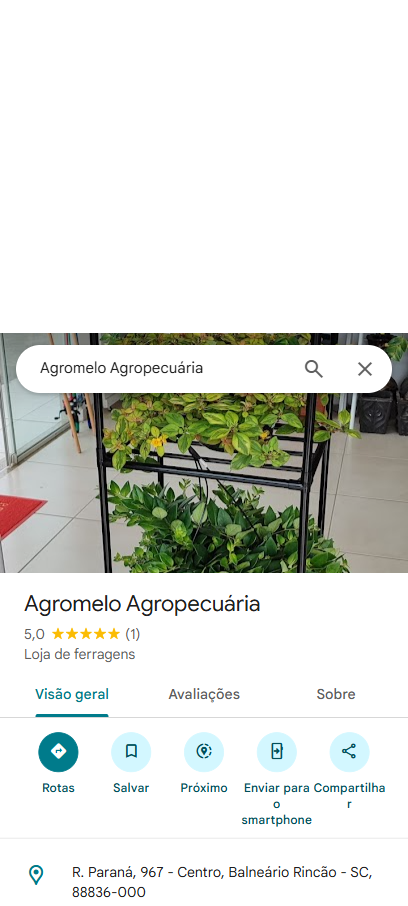 Agromelo Agropecuária
Agromelo Agropecuária
5,0 ★★★★★ (1)
Loja de ferragens
Visão geral Avaliações Sobre
Rotas Salvar Próximo Enviar para o smartphone Compartilhar
R. Paraná, 967 - Centro, Balneário Rincão - SC,
88836-000